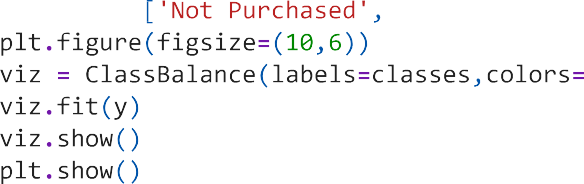 ['Not Purchased',
plt.figure(figsize=(10,6))
viz = ClassBalance(labels=classes,colors=
viz.fit(y)
viz.show()
plt.show()